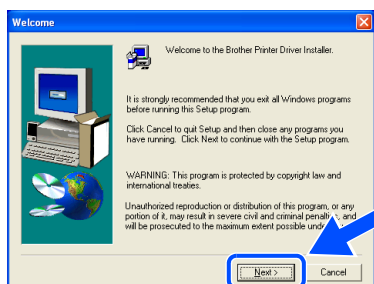 Welcome
Welcome to the Brother Printer Driver Installer.
It is strongly recommended that you exit all Windows programs
before running this Setup program.
Click Cancel to quit Setup and then close any programs you
have running. Click Next to continue with the Setup program.
WARNING: This program is protected by copyright law and
international treaties.
Unauthorized reproduction or distribution of this program, or any
portion of it, may result in severe civil and criminal penalties, and
will be prosecuted to the maximum extent possible under
Next >
Cancel